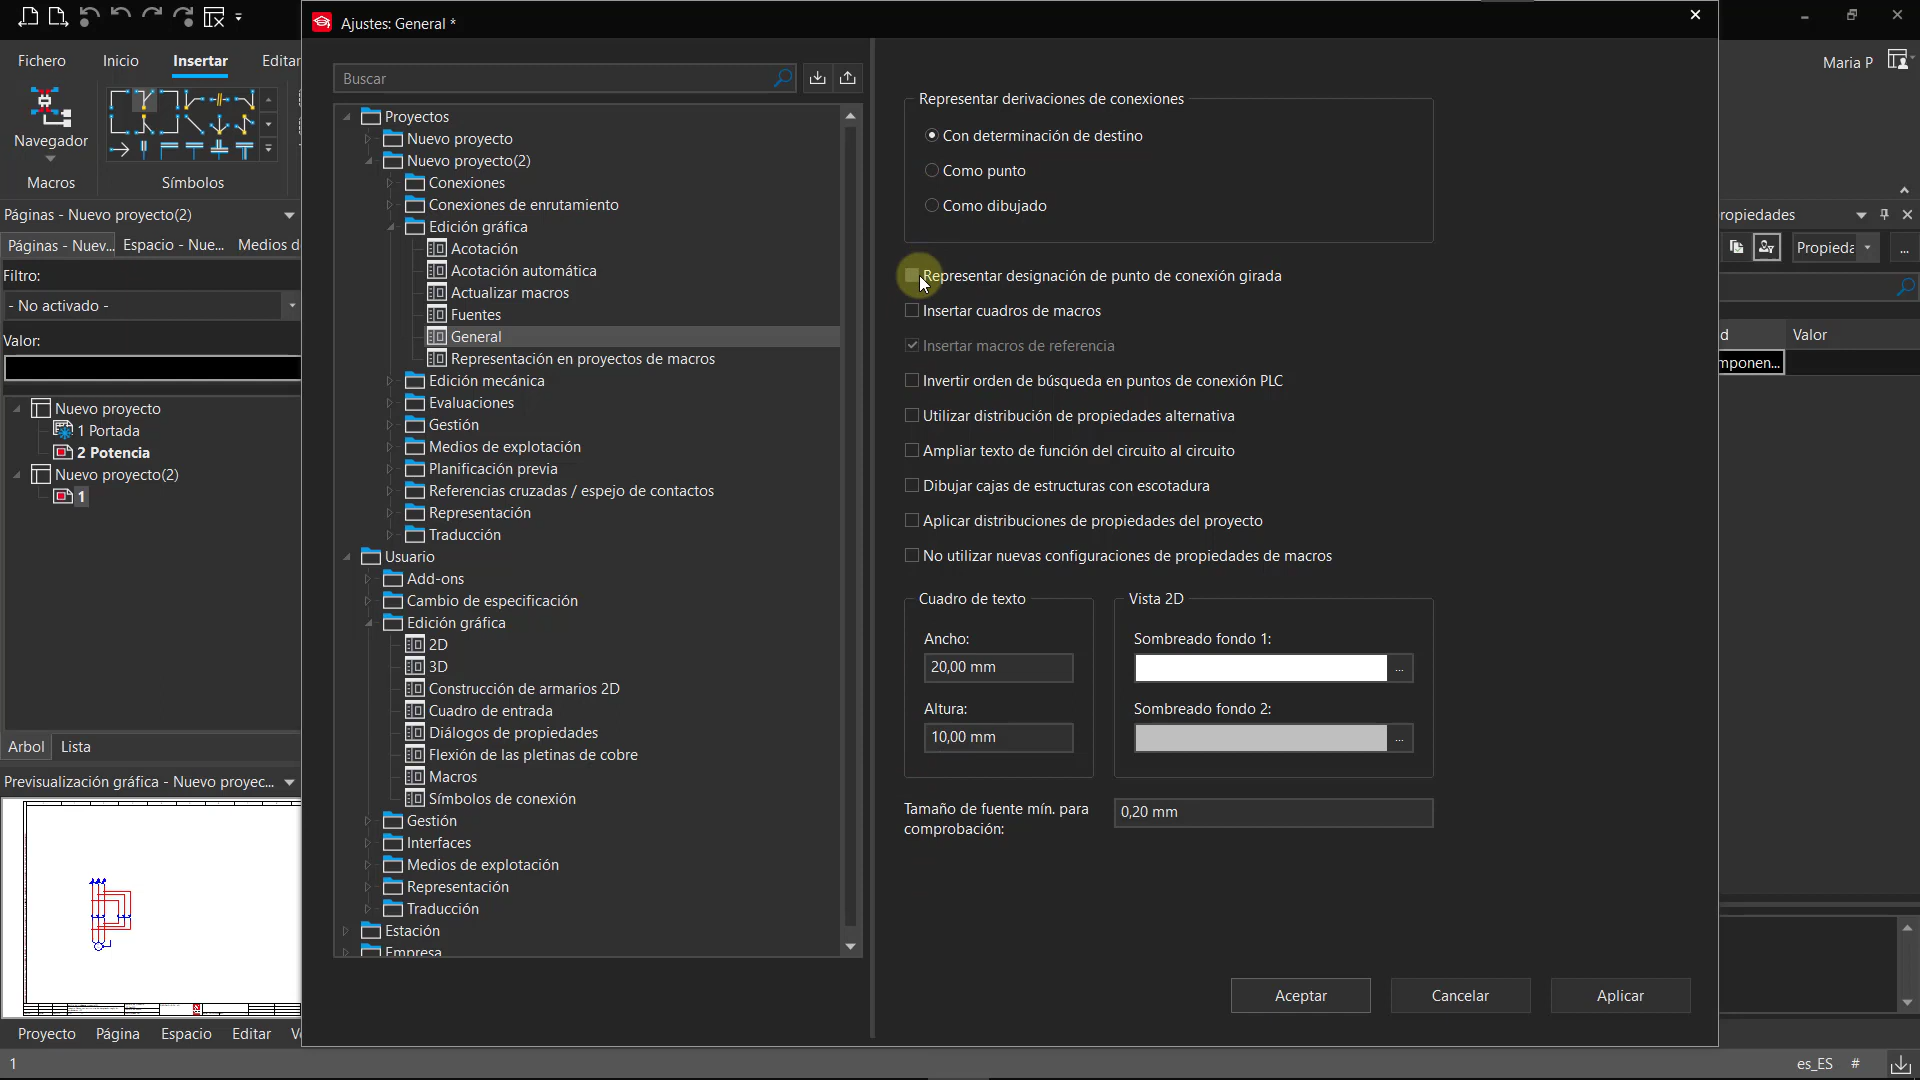 Ajustes: General *
Fichero
Inicio
Insertar
Editar
Maria P
Navegador
Macros
Símbolos
Páginas - Nuevo proyecto(2)
Páginas - Nuev...
Espacio - Nue...
Medios d
Filtro:
- No activado -
Valor:
Nuevo proyecto
1 Portada
2 Potencia
Nuevo proyecto(2)
1
Arbol
Lista
Previsualización gráfica - Nuevo proyec...
Proyecto
Página
Espacio
Editar
1
Buscar
Proyectos
Nuevo proyecto
Nuevo proyecto(2)
Conexiones
Conexiones de enrutamiento
Edición gráfica
Acotación
Acotación automática
Actualizar macros
Fuentes
General
Representación en proyectos de macros
Edición mecánica
Evaluaciones
Gestión
Medios de explotación
Planificación previa
Referencias cruzadas / espejo de contactos
Representación
Traducción
Usuario
Add-ons
Cambio de especificación
Edición gráfica
2D
3D
Construcción de armarios 2D
Cuadro de entrada
Diálogos de propiedades
Flexión de las pletinas de cobre
Macros
Símbolos de conexión
Gestión
Interfaces
Medios de explotación
Representación
Traducción
Estación
Empresa
Representar derivaciones de conexiones
Con determinación de destino
Como punto
Como dibujado
Representar designación de punto de conexión girada
Insertar cuadros de macros
Insertar macros de referencia
Invertir orden de búsqueda en puntos de conexión PLC
Utilizar distribución de propiedades alternativa
Ampliar texto de función del circuito al circuito
Dibujar cajas de estructuras con escotadura
Aplicar distribuciones de propiedades del proyecto
No utilizar nuevas configuraciones de propiedades de macros
Cuadro de texto
Ancho:
20,00 mm
Altura:
10,00 mm
Vista 2D
Sombreado fondo 1:
...
Sombreado fondo 2:
...
Tamaño de fuente mín. para
comprobación:
0,20 mm
Aceptar
Cancelar
Aplicar
ropiedades
Propieda
...
d
Valor
mponen...
es_ES
#